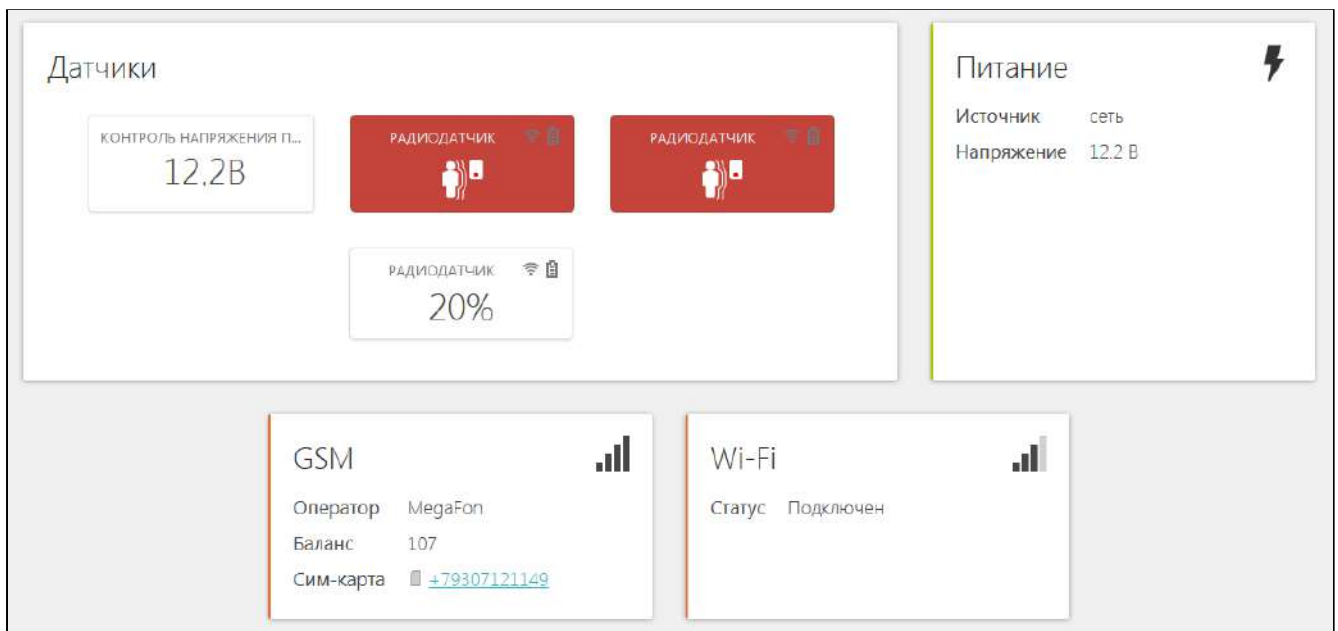 Датчики
КОНТРОЛЬ НАПРЯЖЕНИЯ П...
12,2В
РАДИОДАТЧИК
РАДИОДАТЧИК
РАДИОДАТЧИК
20%
Питание
Источник сеть
Напряжение 12.2 В
GSM
Оператор MegaFon
Баланс 107
Сим-карта +79307121149
Wi-Fi
Статус Подключен